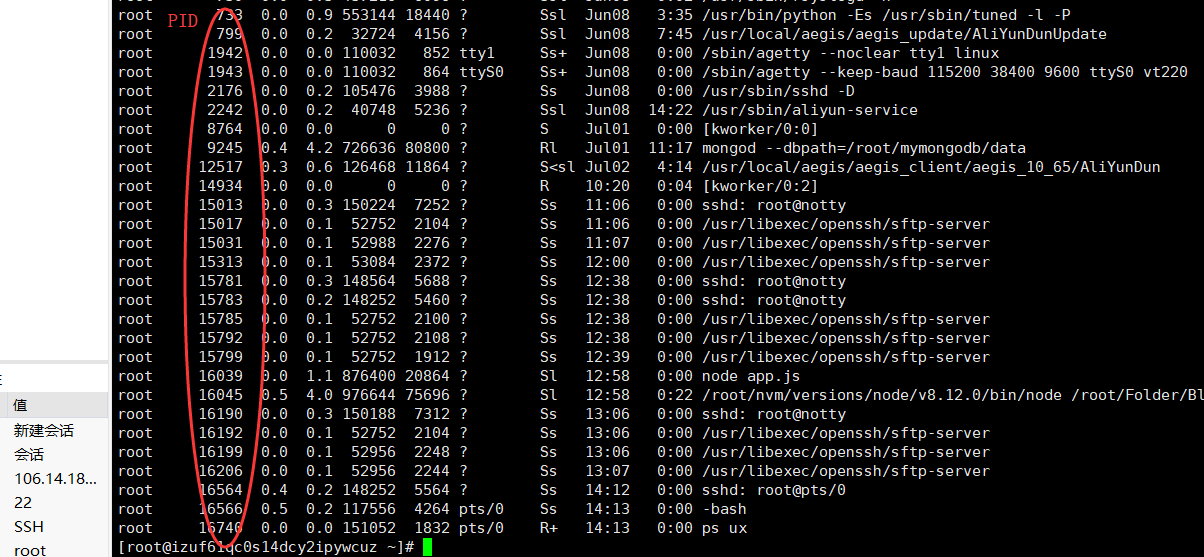 PID
root 733 0.0 0.9 553144 18440 ? Ssl Jun08 3:35 /usr/bin/python -Es /usr/sbin/tuned -l -P
root 799 0.0 0.2 32724 4156 ? Ssl Jun08 7:45 /usr/local/aegis/aegis_update/AliYunDunUpdate
root 1942 0.0 0.0 110032 852 tty1 Ss+ Jun08 0:00 /sbin/agetty --noclear tty1 linux
root 1943 0.0 0.0 110032 864 ttyS0 Ss+ Jun08 0:00 /sbin/agetty --keep-baud 115200 38400 9600 ttyS0 vt220
root 2176 0.0 0.2 105476 3988 ? Ss Jun08 0:00 /usr/sbin/sshd -D
root 2242 0.0 0.2 40748 5236 ? Ssl Jun08 14:22 /usr/sbin/aliyun-service
root 8764 0.0 0.0 0 0 ? S Jul01 0:00 [kworker/0:0]
root 9245 0.4 4.2 726636 80800 ? Rl Jul01 11:17 mongod --dbpath=/root/mymongodb/data
root 12517 0.3 0.6 126468 11864 ? S<sl Jul02 4:14 /usr/local/aegis/aegis_client/aegis_10_65/AliYunDun
root 14934 0.0 0.0 0 0 ? R 10:20 0:04 [kworker/0:2]
root 15013 0.0 0.3 150224 7252 ? Ss 11:06 0:00 sshd: root@notty
root 15017 0.0 0.1 52752 2104 ? Ss 11:06 0:00 /usr/libexec/openssh/sftp-server
root 15031 0.0 0.1 52988 2276 ? Ss 11:07 0:00 /usr/libexec/openssh/sftp-server
root 15313 0.0 0.1 53084 2372 ? Ss 12:00 0:00 /usr/libexec/openssh/sftp-server
root 15781 0.0 0.3 148564 5688 ? Ss 12:38 0:00 sshd: root@notty
root 15783 0.0 0.2 148252 5460 ? Ss 12:38 0:00 sshd: root@notty
root 15785 0.0 0.1 52752 2100 ? Ss 12:38 0:00 /usr/libexec/openssh/sftp-server
root 15792 0.0 0.1 52752 2108 ? Ss 12:38 0:00 /usr/libexec/openssh/sftp-server
root 15799 0.0 0.1 52752 1912 ? Ss 12:39 0:00 /usr/libexec/openssh/sftp-server
root 16039 0.0 1.1 876400 20864 ? Sl 12:58 0:00 node app.js
root 16045 0.5 4.0 976644 75696 ? Sl 12:58 0:22 /root/nvm/versions/node/v8.12.0/bin/node /root/Folder/Bl
root 16190 0.0 0.3 150188 7312 ? Ss 13:06 0:00 sshd: root@notty
root 16192 0.0 0.1 52752 2104 ? Ss 13:06 0:00 /usr/libexec/openssh/sftp-server
root 16199 0.0 0.1 52956 2248 ? Ss 13:06 0:00 /usr/libexec/openssh/sftp-server
root 16206 0.0 0.1 52956 2244 ? Ss 13:07 0:00 /usr/libexec/openssh/sftp-server
root 16564 0.4 0.2 148252 5564 ? Ss 14:12 0:00 sshd: root@pts/0
root 16566 0.5 0.2 117556 4264 pts/0 Ss 14:13 0:00 -bash
root 16740 0.0 0.0 151052 1832 pts/0 R+ 14:13 0:00 ps ux
[root@izuf61qc0s14dcy2ipywcuz ~]#
值
新建会话
会话
106.14.18...
22
SSH
root